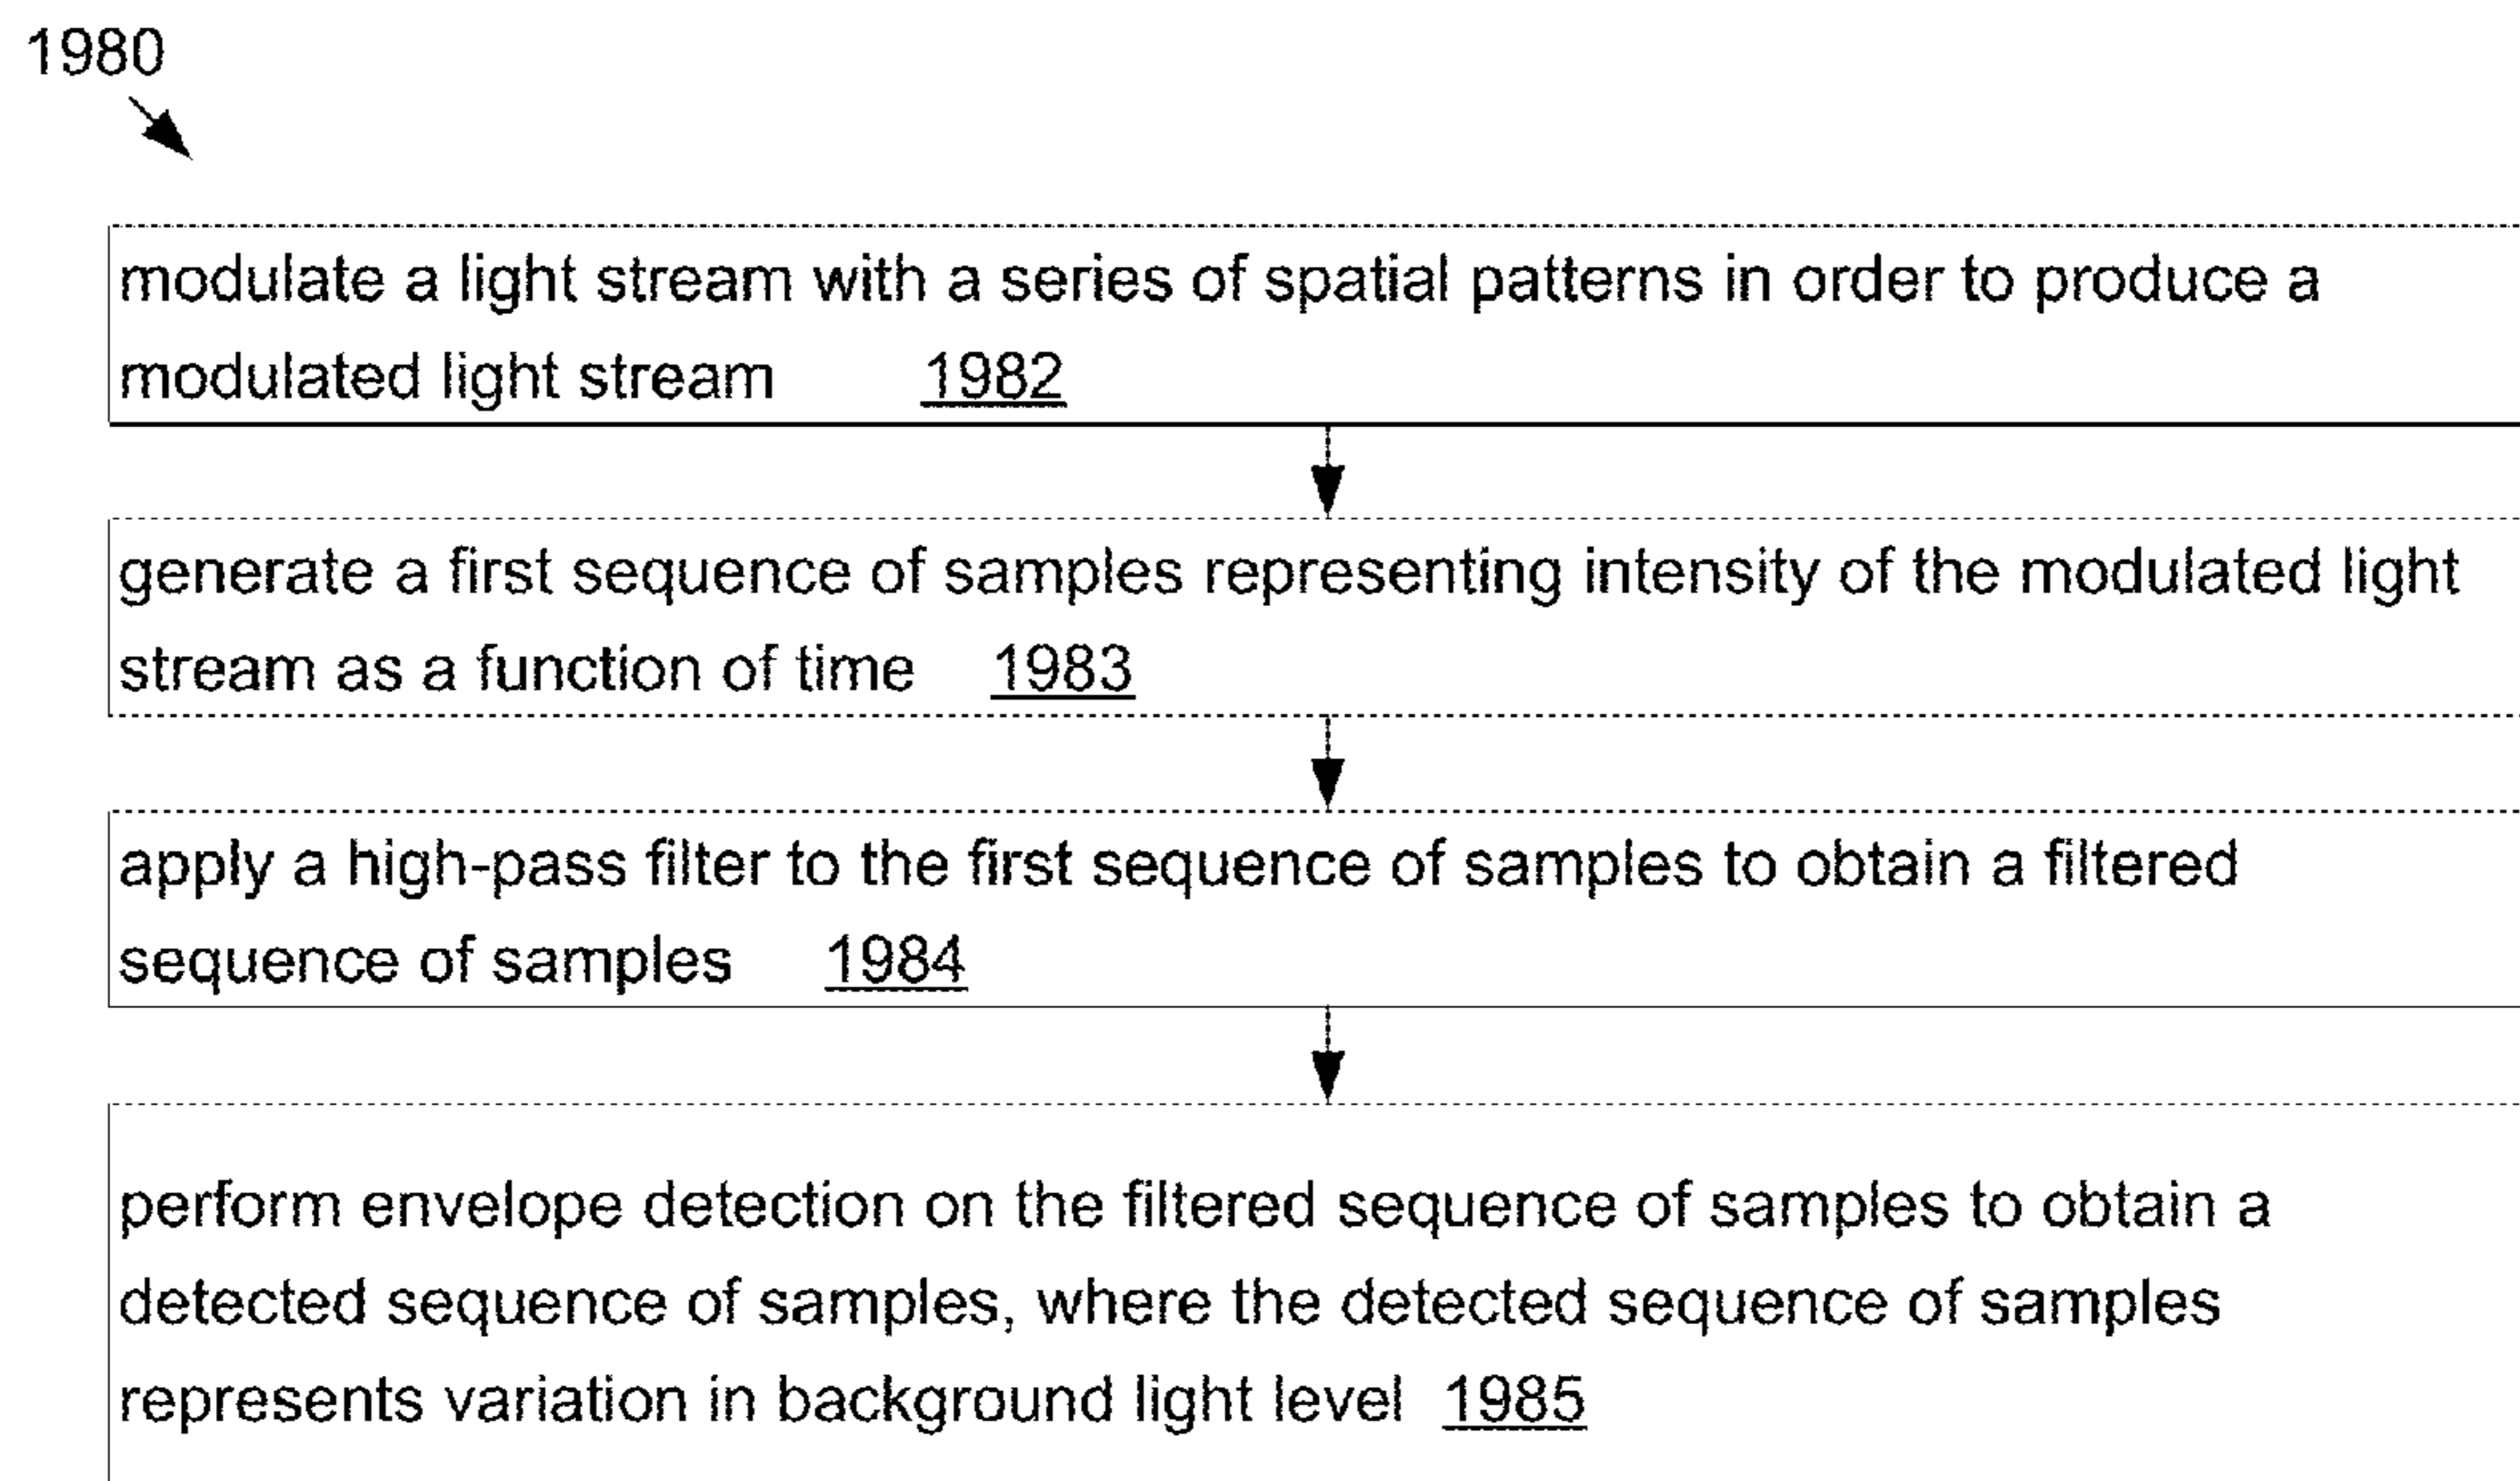 1980
modulate a light stream with a series of spatial patterns in order to produce a
modulated light stream 1982
generate a first sequence of samples representing intensity of the modulated light
stream as a function of time 1983
apply a high-pass filter to the first sequence of samples to obtain a filtered
sequence of samples 1984
perform envelope detection on the filtered sequence of samples to obtain a
detected sequence of samples, where the detected sequence of samples
represents variation in background light level 1985